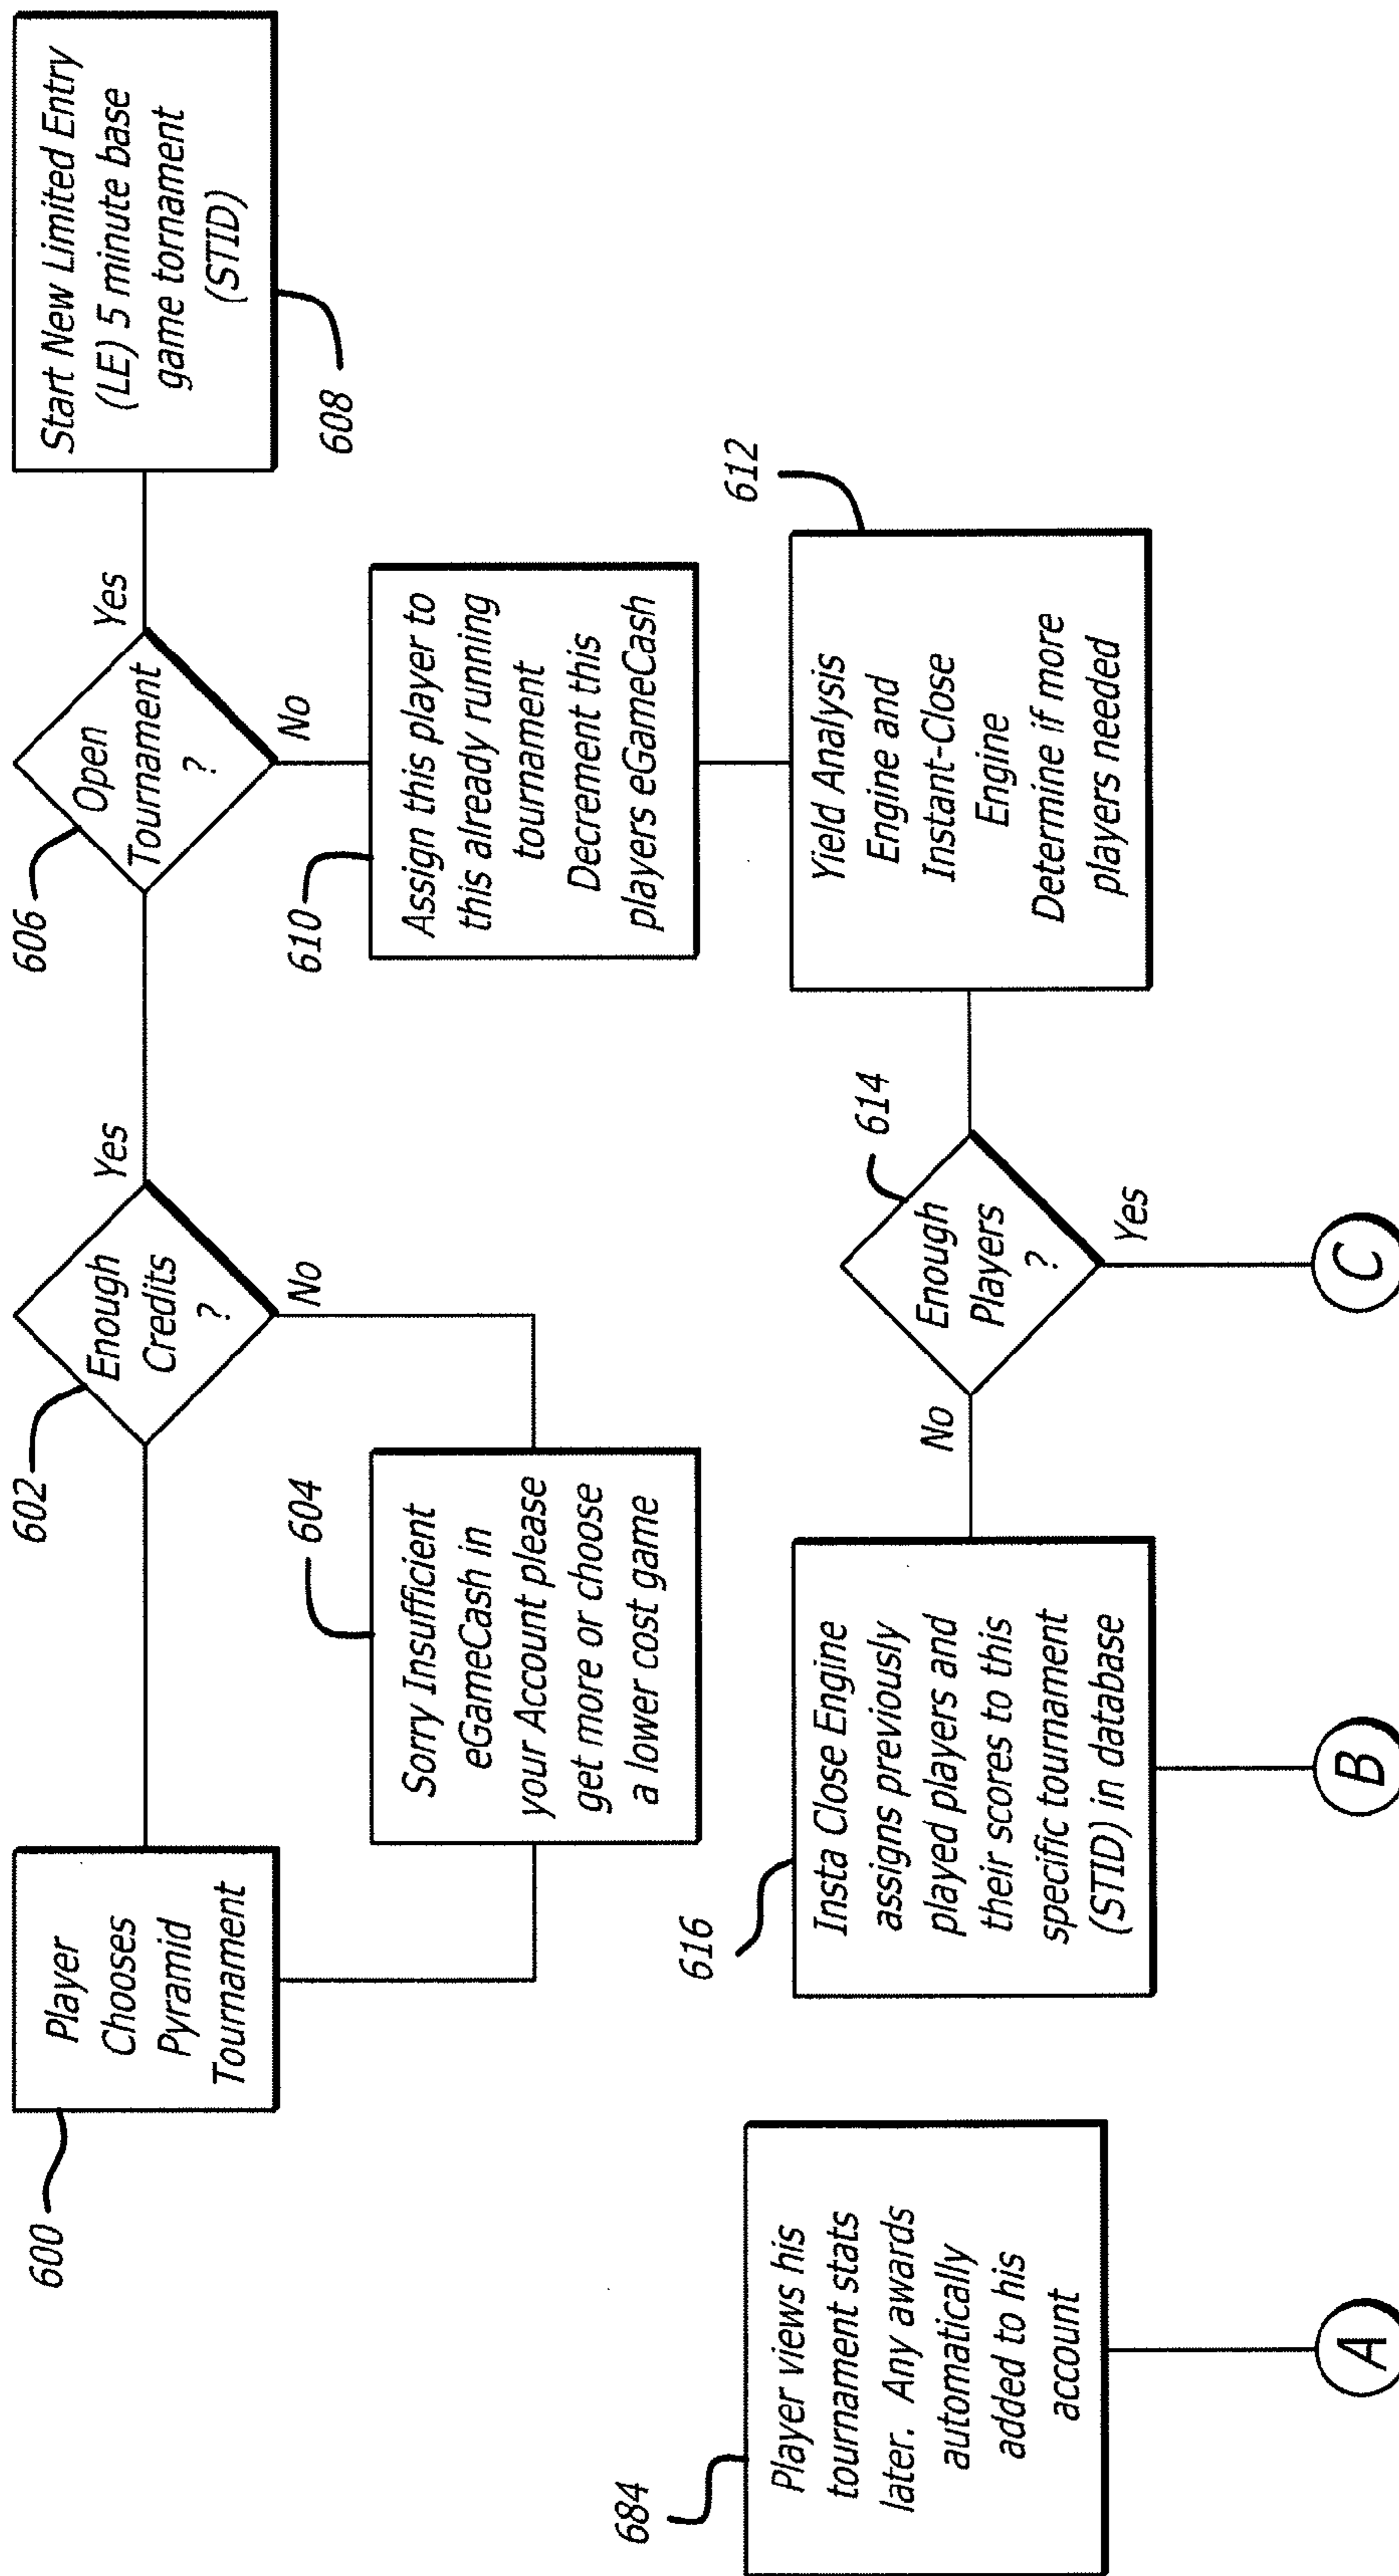 600
Player
Chooses
Pyramid
Tournament
602
Enough
Credits
?
Yes
No
604
Sorry Insufficient
eGameCash in
your Account please
get more or choose
a lower cost game
606
Open
Tournament
?
Yes
No
Start New Limited Entry
(LE) 5 minute base
game tornament
(STID)
608
610
Assign this player to
this already running
tournament
Decrement this
players eGameCash
612
Yield Analysis
Engine and
Instant-Close
Engine
Determine if more
players needed
614
Enough
Players
?
No
Yes
616
Insta Close Engine
assigns previously
played players and
their scores to this
specific tournament
(STID) in database
684
Player views his
tournament stats
later. Any awards
automatically
added to his
account
A
B
C